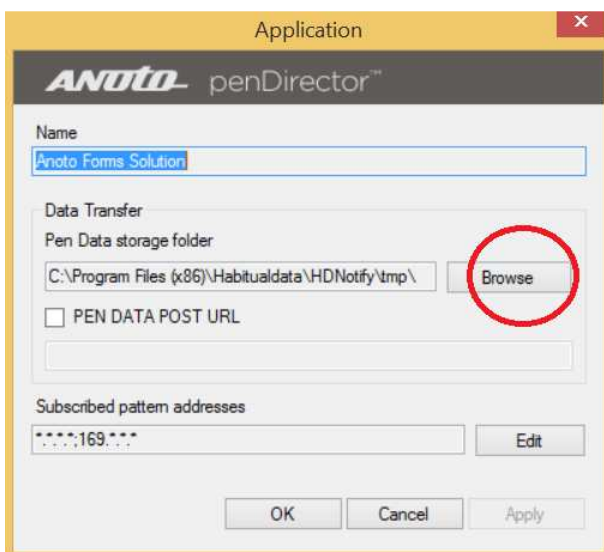 Application
ANOTO penDirector™
Name
Anoto Forms Solution
Data Transfer
Pen Data storage folder
C:\Program Files (x86)\Habitualdata\HDNotify\tmp\ Browse
PEN DATA POST URL
Subscribed pattern addresses
*.*.*.*;169.*.*.* Edit
OK Cancel Apply